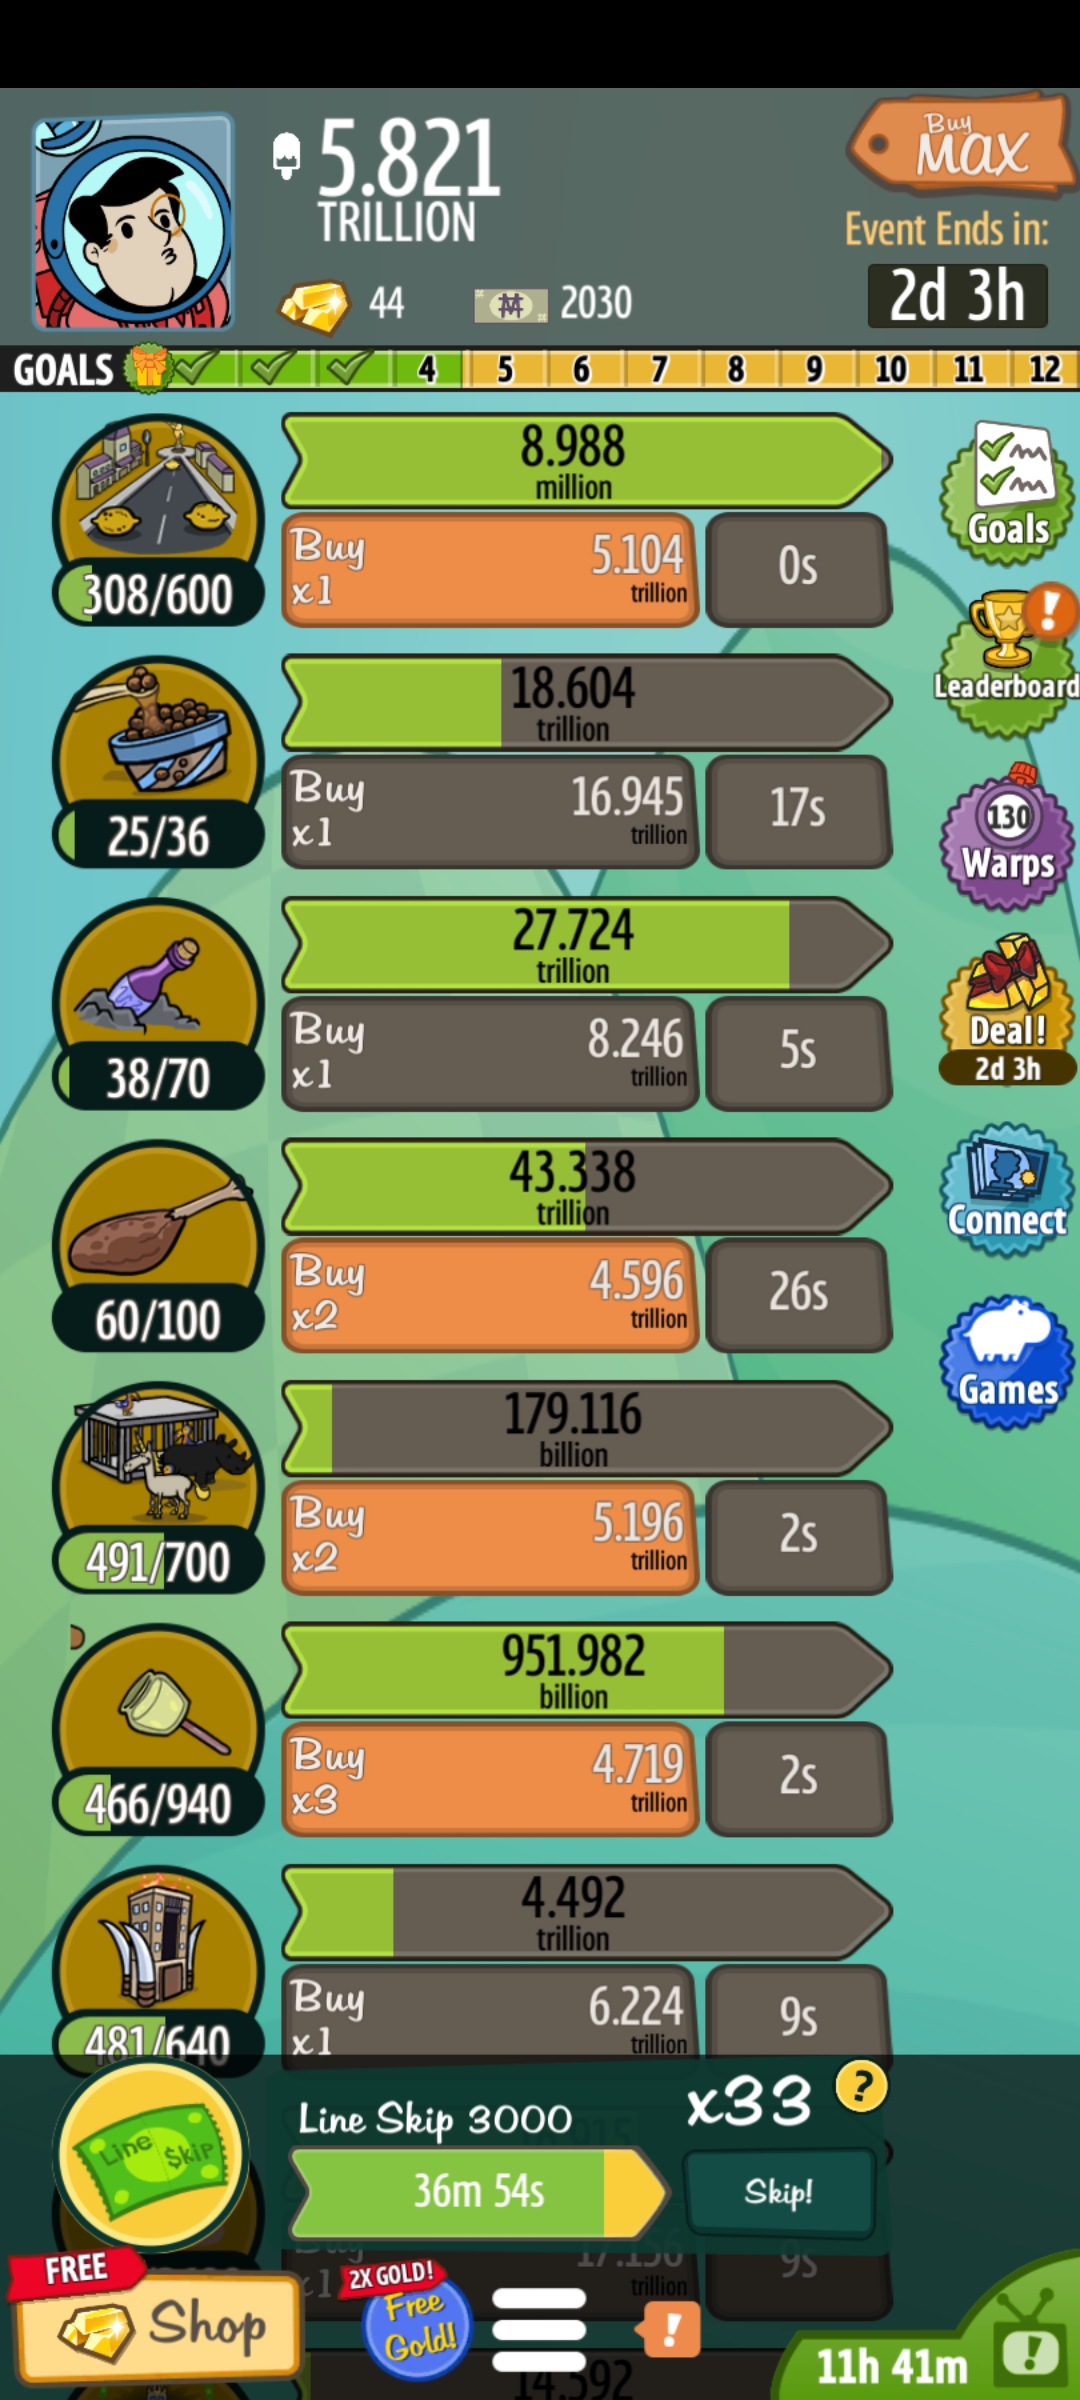 5.821
TRILLION
44
2030
Buy
MAX
Event Ends in:
2d 3h
GOALS
4 5 6 7 8 9 10 11 12
8.988
million
308/600
Buy
x1
5.104
trillion
0s
Goals
18.604
trillion
25/36
Buy
x1
16.945
trillion
17s
Leaderboard
130
Warps
27.724
trillion
38/70
Buy
x1
8.246
trillion
5s
Deal!
2d 3h
43.338
trillion
60/100
Buy
x2
4.596
trillion
26s
Connect
Games
179.116
billion
491/700
Buy
x2
5.196
trillion
2s
951.982
billion
466/940
Buy
x3
4.719
trillion
2s
4.492
trillion
481/640
Buy
x1
6.224
trillion
9s
Line Skip
Line Skip 3000
x33
?
36m 54s
Skip!
x1
17.156
trillion
9s
FREE
Shop
2X GOLD!
Free
Gold!
!
14.592
11h 41m
!